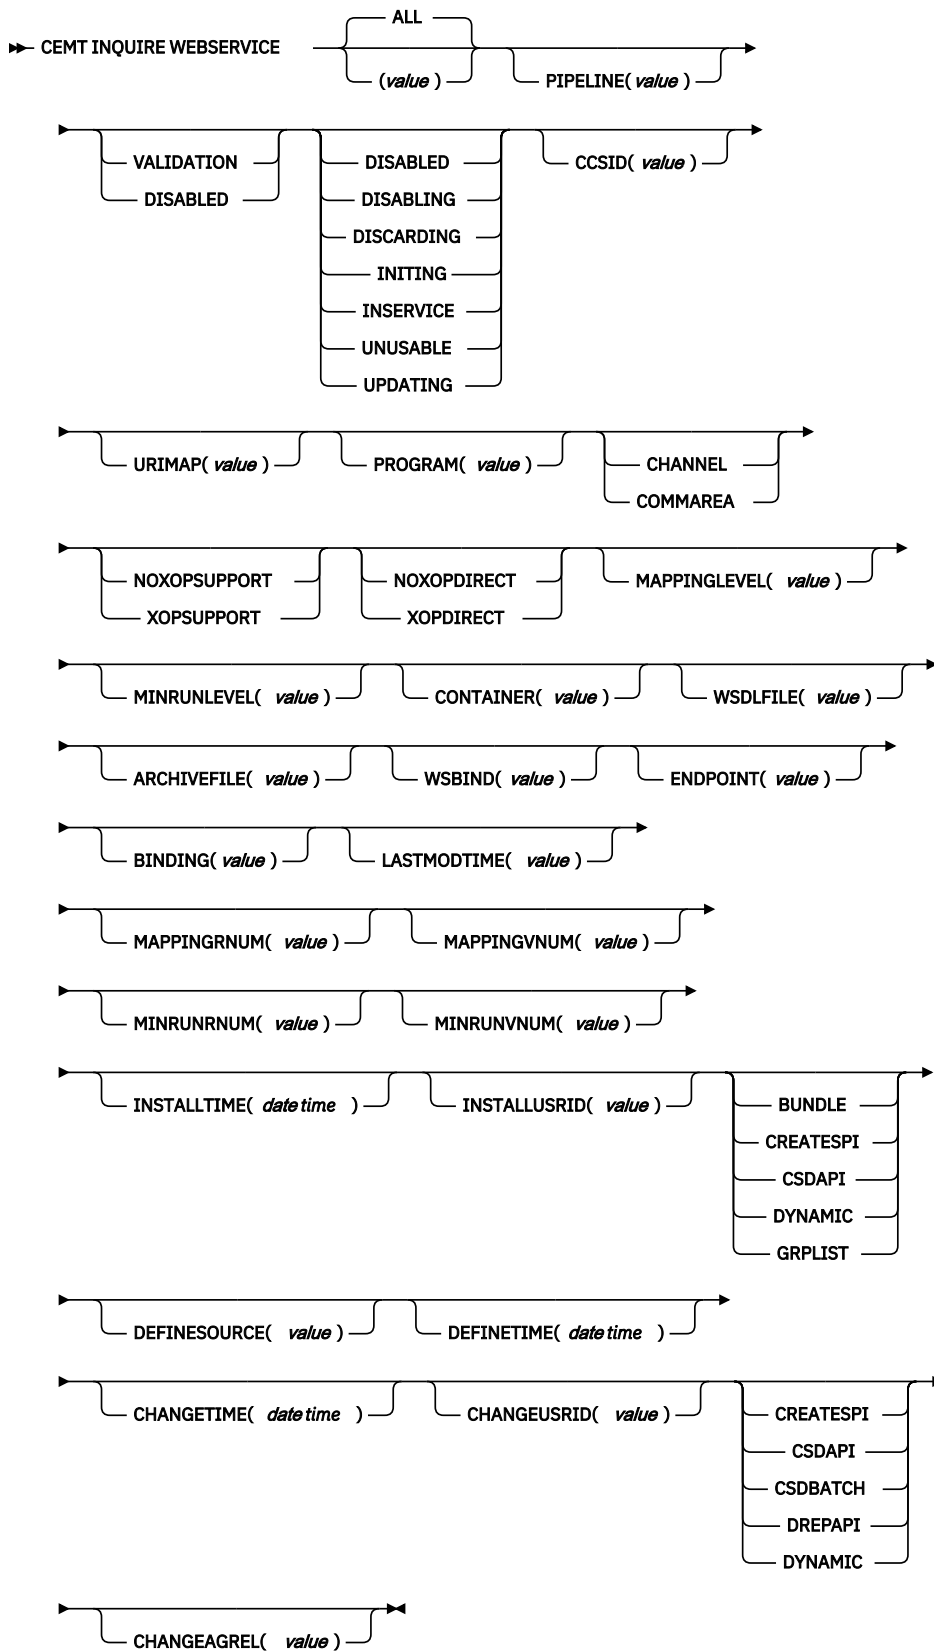 ALL
CEMT INQUIRE WEBSERVICE
(value) PIPELINE(value)
VALIDATION DISABLED CCSID(value)
DISABLED DISABLING
DISCARDING
INITING
INSERVICE
UNUSABLE
UPDATING
URIMAP(value) PROGRAM(value) CHANNEL
COMMAREA
NOXOPSUPPORT NOXOPDIRECT MAPPINGLEVEL(value)
XOPSUPPORT XOPDIRECT
MINRUNLEVEL(value) CONTAINER(value) WSDLFILE(value)
ARCHIVEFILE(value) WSBIND(value) ENDPOINT(value)
BINDING(value) LASTMODTIME(value)
MAPPINGRNUM(value) MAPPINGVNUM(value)
MINRUNRNUM(value) MINRUNVNUM(value)
INSTALLTIME(datetime) INSTALLUSRID(value) BUNDLE
CREATESPI
CSDAPI
DYNAMIC
GRPLIST
DEFINESOURCE(value) DEFINETIME(datetime)
CHANGETIME(datetime) CHANGEUSRID(value) CREATESPI
CSDAPI
CSDBATCH
DREPAPI
DYNAMIC
CHANGEAGREL(value)